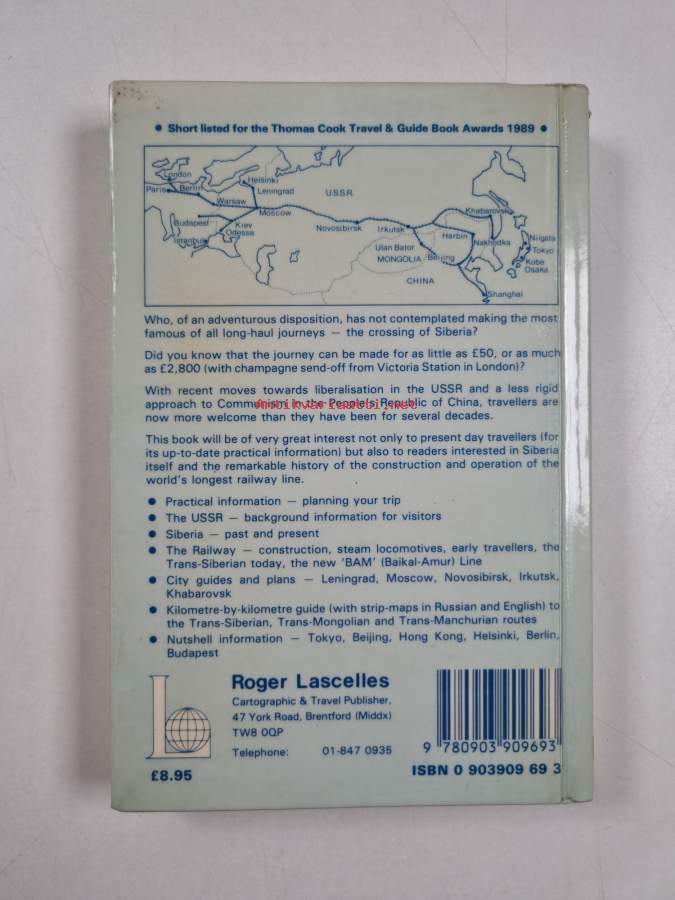 • Short listed for the Thomas Cook Travel & Guide Book Awards 1989 •
London
Helsinki
Paris
Berlin
Leningrad
U.S.S.R.
Warsaw
Moscow
Khabarovsk
Budapest
Kiev
Odessa
Novosibirsk
Irkutsk
Istanbul
Harbin
Nakhodka
Niigata
Ulan Bator
Tokyo
MONGOLIA
Beijing
Kobe
Osaka
CHINA
Shanghai
Who, of an adventurous disposition, has not contemplated making the most
famous of all long-haul journeys — the crossing of Siberia?
Did you know that the journey can be made for as little as £50, or as much
as £2,800 (with champagne send-off from Victoria Station in London)?
With recent moves towards liberalisation in the USSR and a less rigid
approach to Communism in the People's Republic of China, travellers are
Antikvariaatti.net
now more welcome than they have been for several decades.
This book will be of very great interest not only to present day travellers (for
its up-to-date practical information) but also to readers interested in Siberia
itself and the remarkable history of the construction and operation of the
world's longest railway line.
• Practical information — planning your trip
• The USSR — background information for visitors
• Siberia — past and present
• The Railway — construction, steam locomotives, early travellers, the
Trans-Siberian today, the new 'BAM' (Baikal-Amur) Line
• City guides and plans — Leningrad, Moscow, Novosibirsk, Irkutsk,
Khabarovsk
• Kilometre-by-kilometre guide (with strip-maps in Russian and English) to
the Trans-Siberian, Trans-Mongolian and Trans-Manchurian routes
• Nutshell information — Tokyo, Beijing, Hong Kong, Helsinki, Berlin,
Budapest
L
Roger Lascelles
Cartographic & Travel Publisher,
47 York Road, Brentford (Middx)
TW8 0QP
Telephone: 01-847 0935
9 780903 909693
£8.95
ISBN 0 903909 69 3